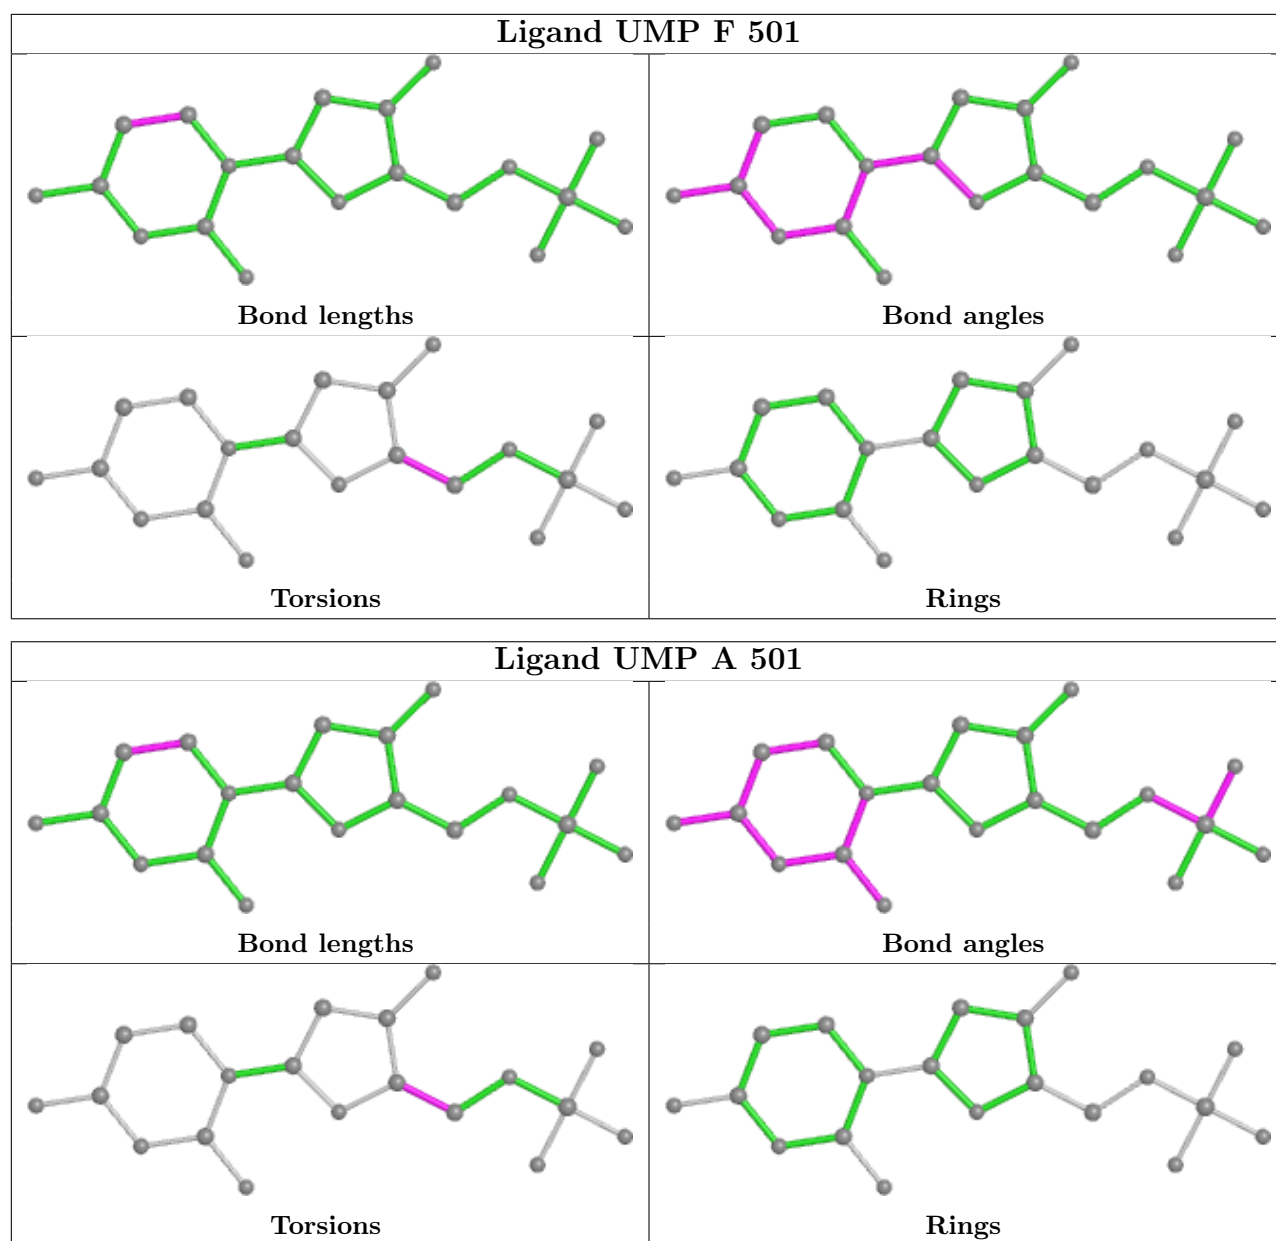 Ligand UMP F 501
Bond lengths
Bond angles
Torsions
Rings
Ligand UMP A 501
Bond lengths
Bond angles
Torsions
Rings